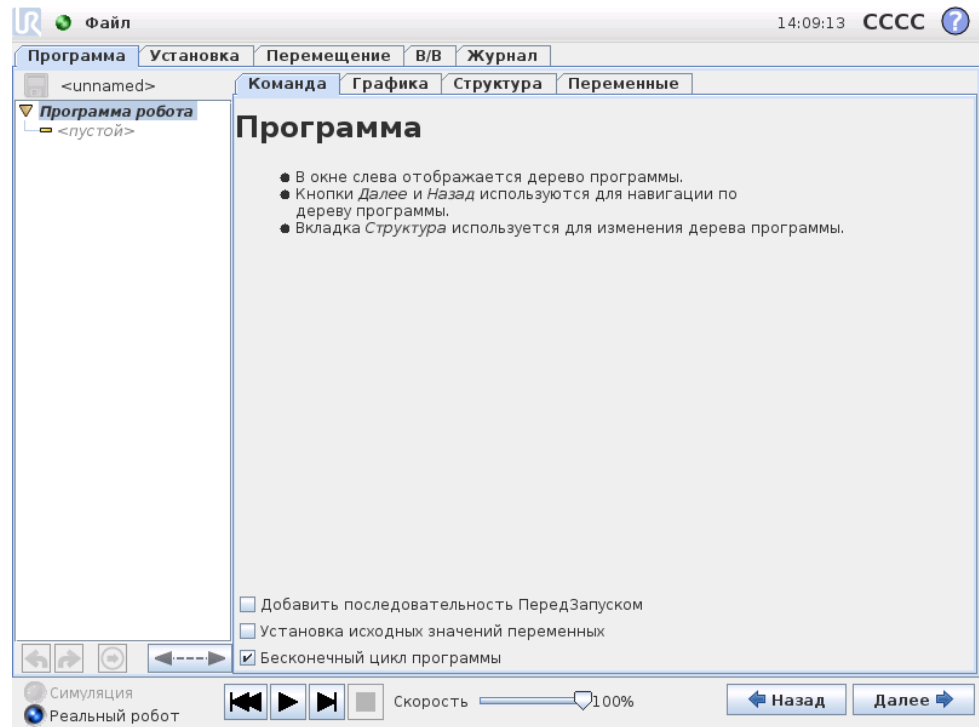 UR Файл 14:09:13 CCCC ?
Программа Установка Перемещение В/В Журнал
<unnamed>
Команда Графика Структура Переменные
Программа робота
<пустой>
Программа
В окне слева отображается дерево программы.
Кнопки Далее и Назад используются для навигации по
дереву программы.
Вкладка Структура используется для изменения дерева программы.
Добавить последовательность ПередЗапуском
Установка исходных значений переменных
Бесконечный цикл программы
Симуляция
Реальный робот
Скорость 100%
Назад Далее